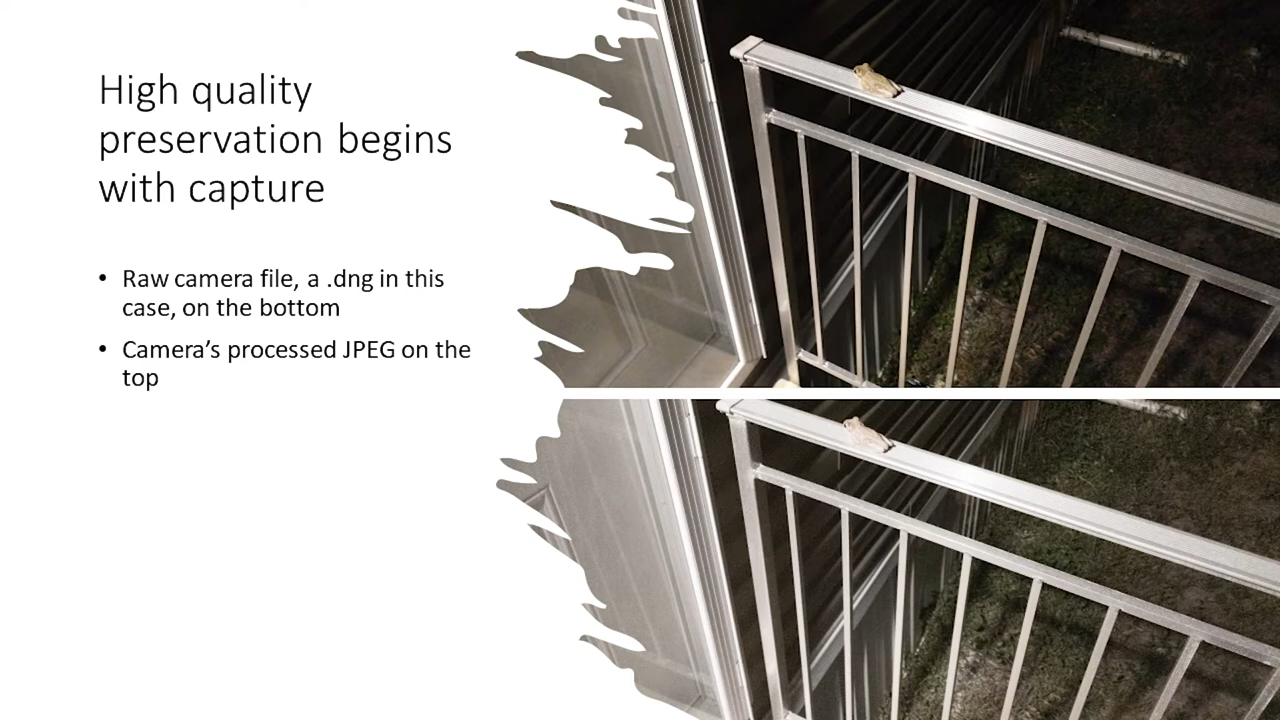 High quality
preservation begins
with capture
• Raw camera file, a .dng in this
case, on the bottom
• Camera’s processed JPEG on the
top